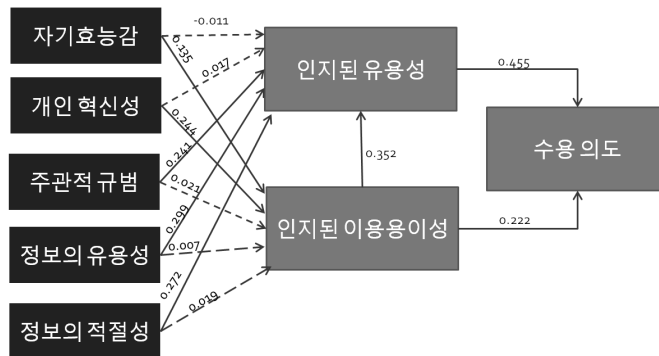 자기효능감
개인 혁신성
주관적 규범
정보의 유용성
정보의 적절성
-0.011
0.135
0.017
0.244
0.241
0.021
0.299
0.007
0.272
0.019
인지된 유용성
0.352
인지된 이용용이성
0.455
0.222
수용 의도